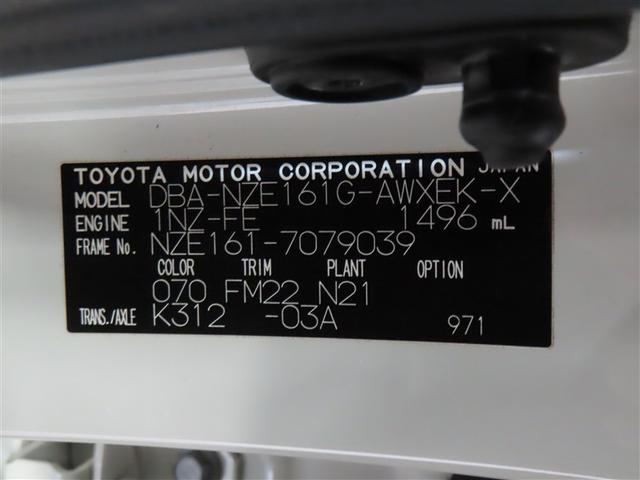 TOYOTA MOTOR CORPORATION JAPAN
MODEL DBA-NZE161G-AWXEK-X
ENGINE 1NZ-FE 1496 mL
FRAME No. NZE161-7079039
COLOR TRIM PLANT OPTION
070 FM22 N21
TRANS./AXLE K312 -03A 971